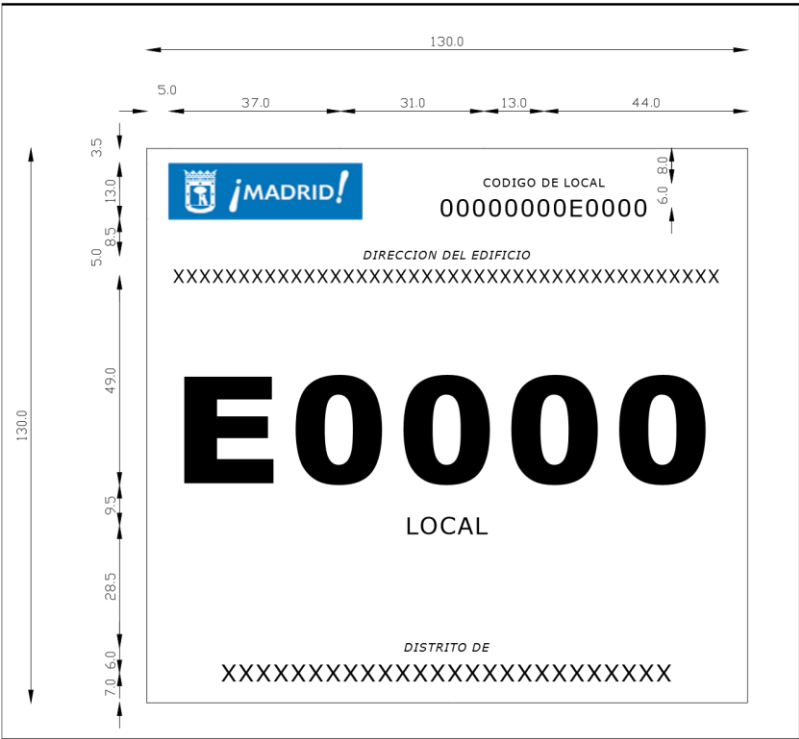 130.0
5.0
37.0 31.0 13.0 44.0
3.5
13.0
8.5
5.0
49.0
130.0
9.5
28.5
6.0
7.0
8.0
6.0
¡MADRID!
CODIGO DE LOCAL
00000000E0000
DIRECCION DEL EDIFICIO
XXXXXXXXXXXXXXXXXXXXXXXXXXXXXXXXXXXXXXXXXX
E0000
LOCAL
DISTRITO DE
XXXXXXXXXXXXXXXXXXXXXXXXXX